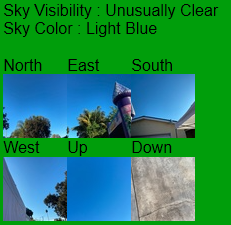 Sky Visibility : Unusually Clear
Sky Color : Light Blue
North East South
West Up Down